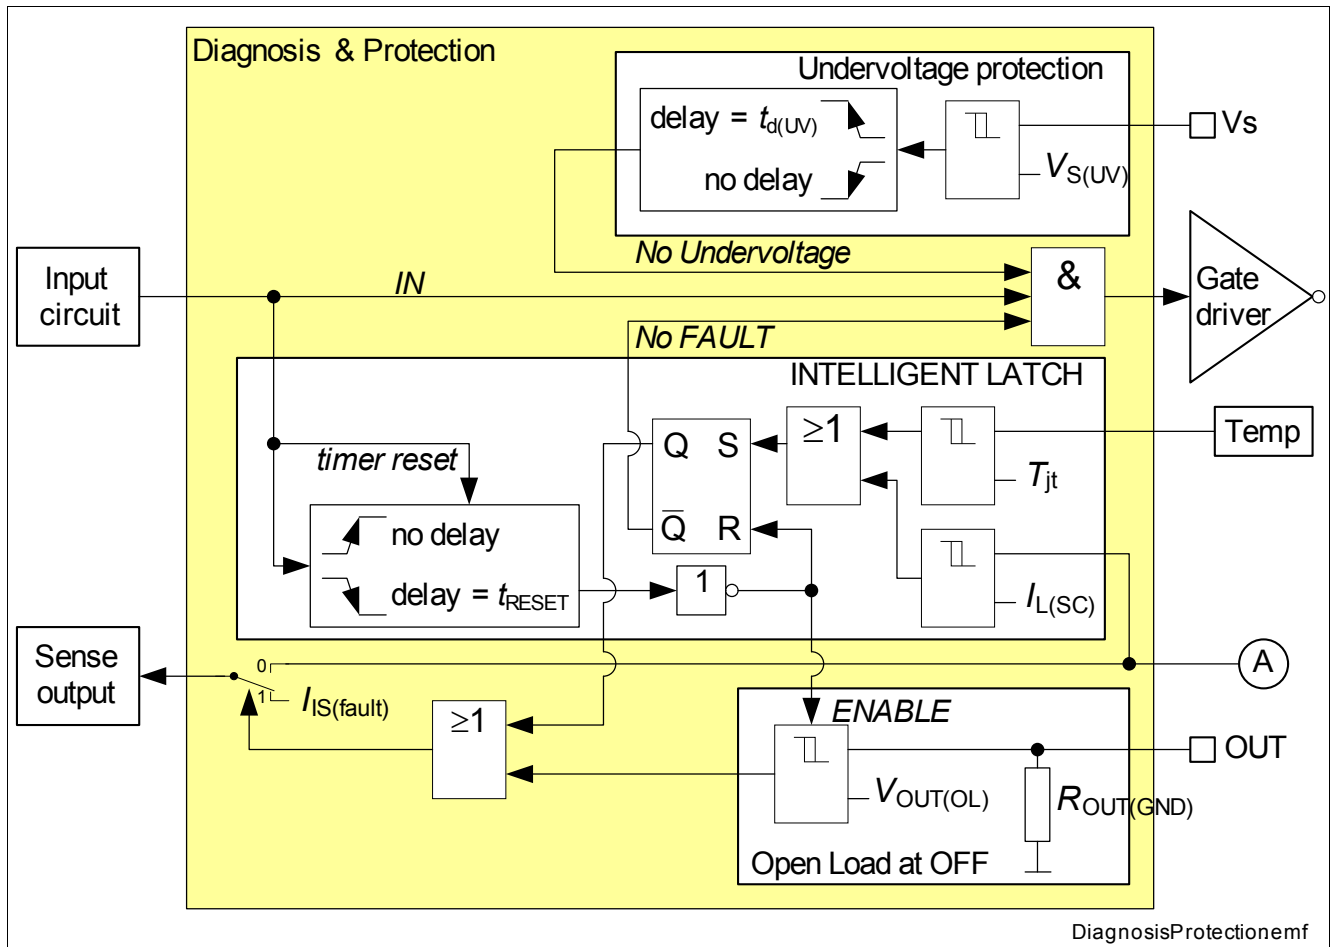 Diagnosis & Protection
Undervoltage protection
delay = td(UV)
no delay
Vs
VS(UV)
No Undervoltage
Input
circuit
IN
&
Gate
driver
No FAULT
INTELLIGENT LATCH
timer reset
Q S
≥1
Temp
Tjt
Q̅ R
no delay
delay = tRESET
1
IL(SC)
Sense
output
0
1
IIS(fault)
A
≥1
ENABLE
OUT
VOUT(OL)
ROUT(GND)
Open Load at OFF
DiagnosisProtectionemf